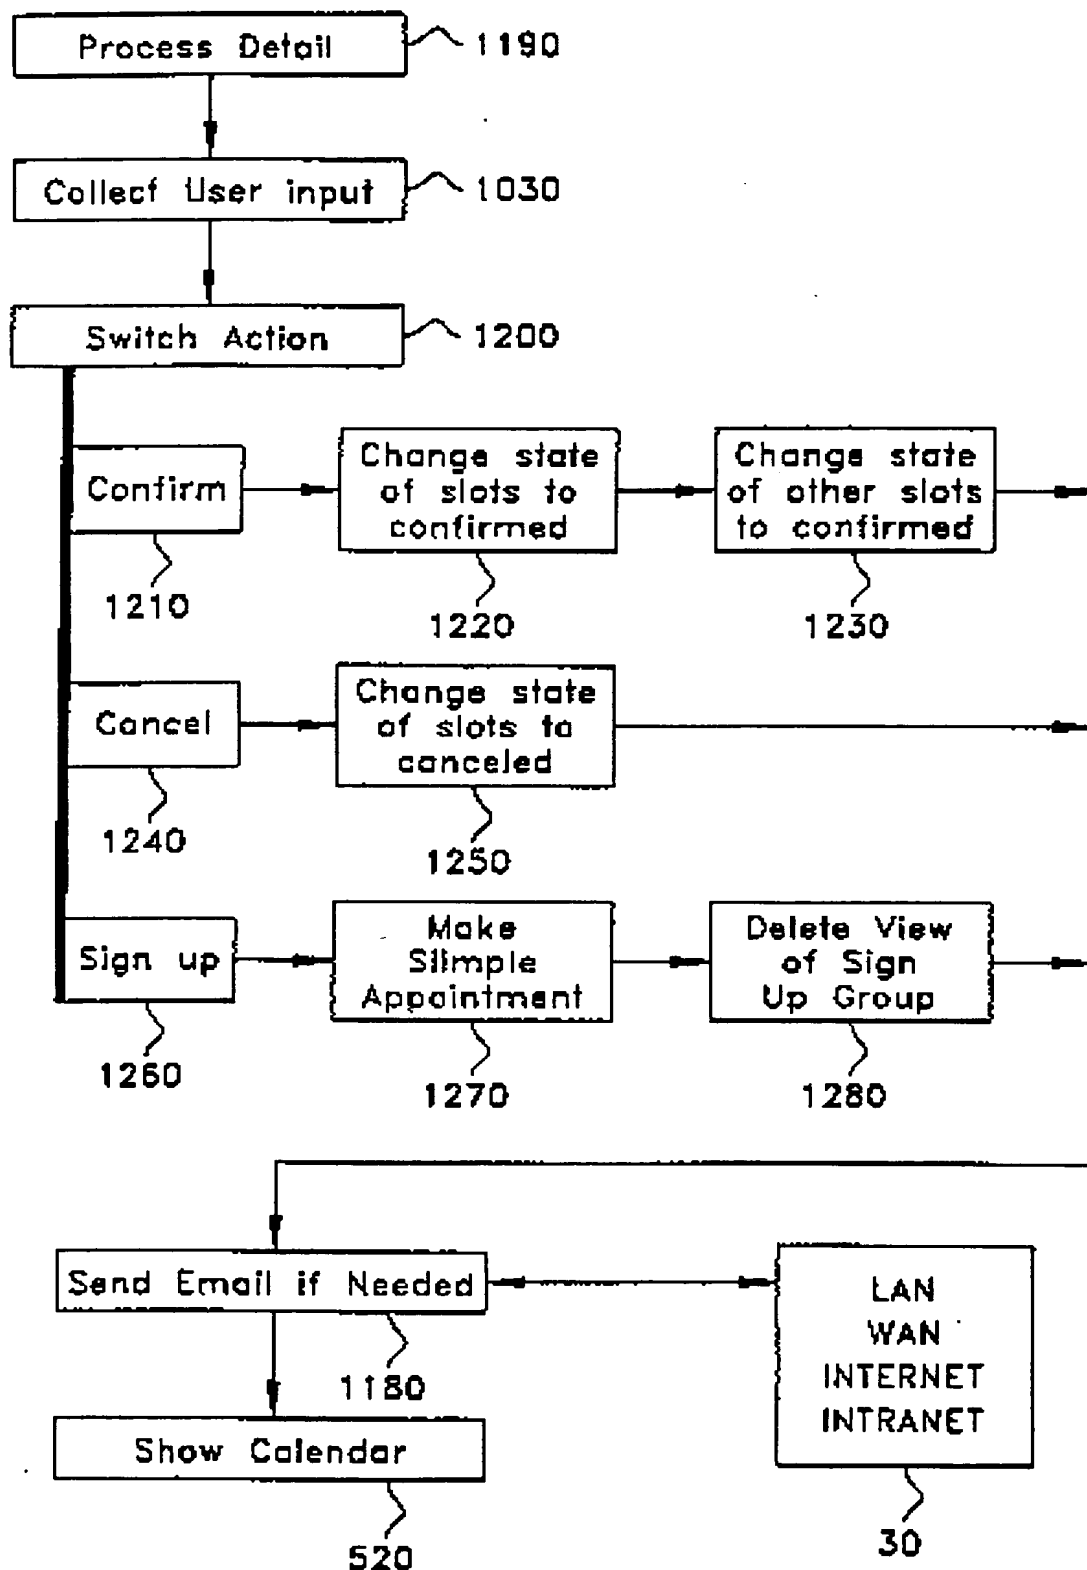 Process Detail
1190
Collect User input
1030
Switch Action
1200
Confirm
1210
Change state
of slots to
confirmed
1220
Change state
of other slots
to confirmed
1230
Cancel
1240
Change state
of slots to
canceled
1250
Sign up
1260
Make
Slimple
Appointment
1270
Delete View
of Sign
Up Group
1280
Send Email if Needed
1180
LAN
WAN
INTERNET
INTRANET
30
Show Calendar
520